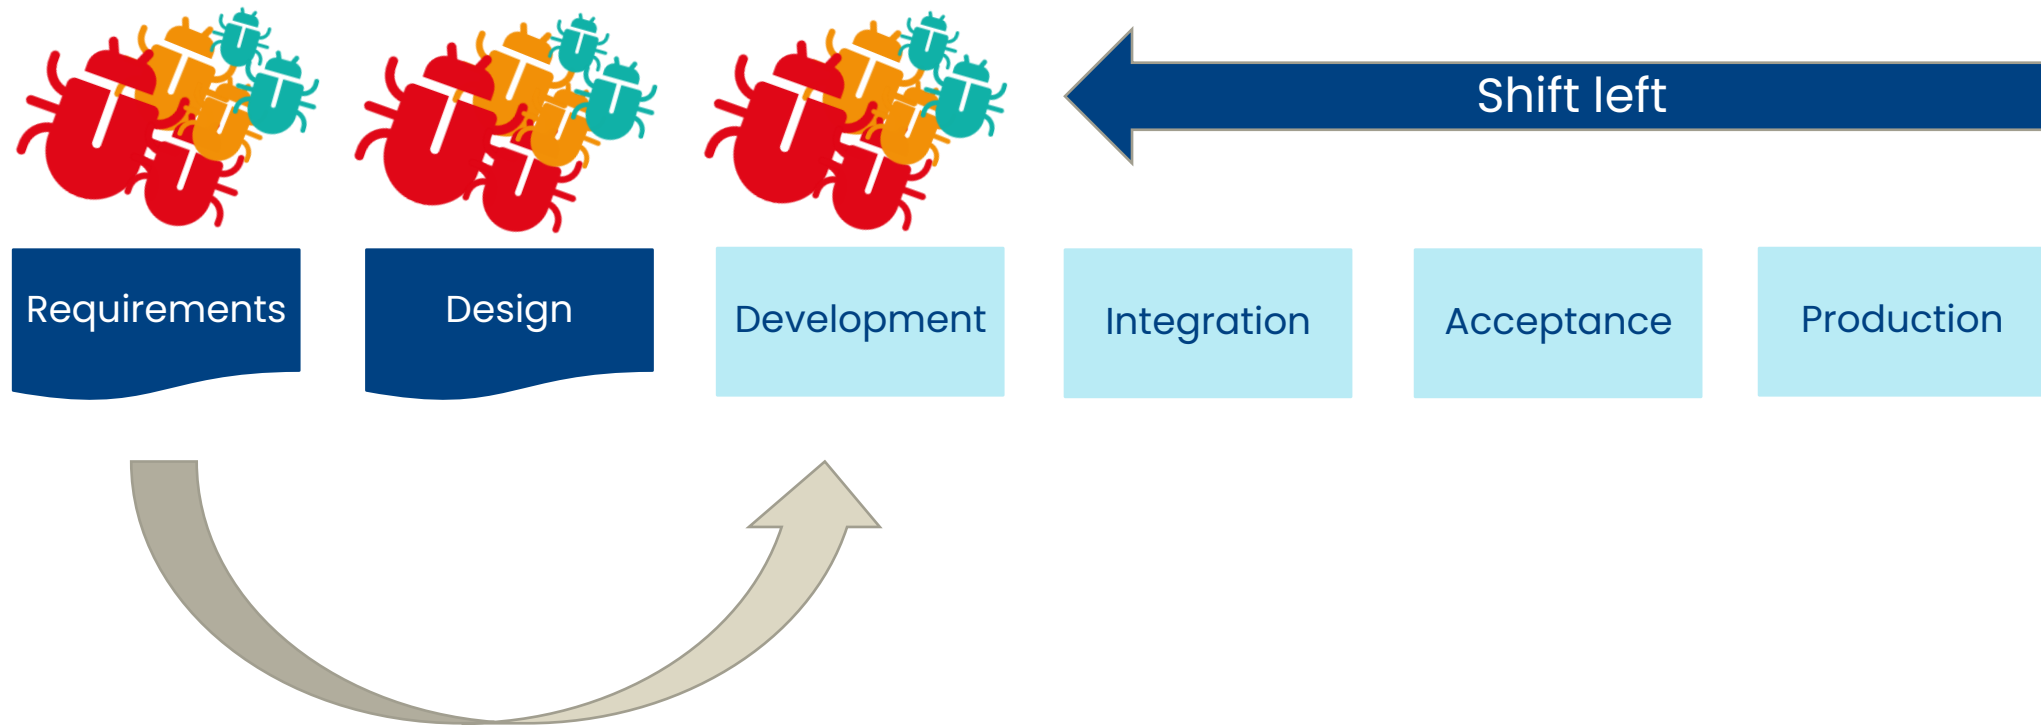 Shift left
Requirements
Design
Development
Integration
Acceptance
Production